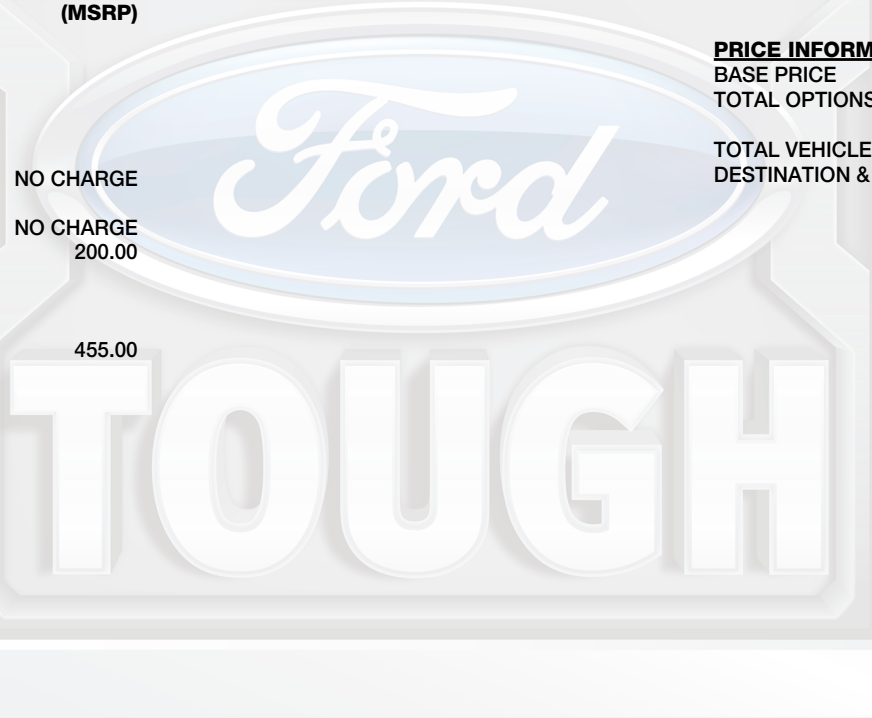 (MSRP)
PRICE INFORM
BASE PRICE
TOTAL OPTIONS
TOTAL VEHICLE
DESTINATION &
NO CHARGE
NO CHARGE
200.00
455.00
Ford
TOUGH